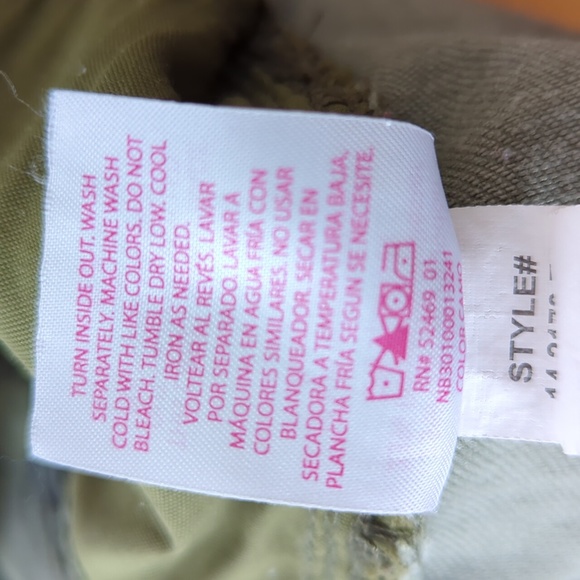 TURN INSIDE OUT. WASH
SEPARATELY. MACHINE WASH
COLD WITH LIKE COLORS. DO NOT
BLEACH. TUMBLE DRY LOW. COOL
IRON AS NEEDED.
VOLTEAR AL REVÉS. LAVAR
POR SEPARADO. LAVAR A
MÁQUINA EN AGUA FRÍA CON
COLORES SIMILARES. NO USAR
BLANQUEADOR. SECAR EN
SECADORA A TEMPERATURA BAJA.
PLANCHA FRÍA SEGUN SE NECESITE.
RN# 52469 01
STYLE#